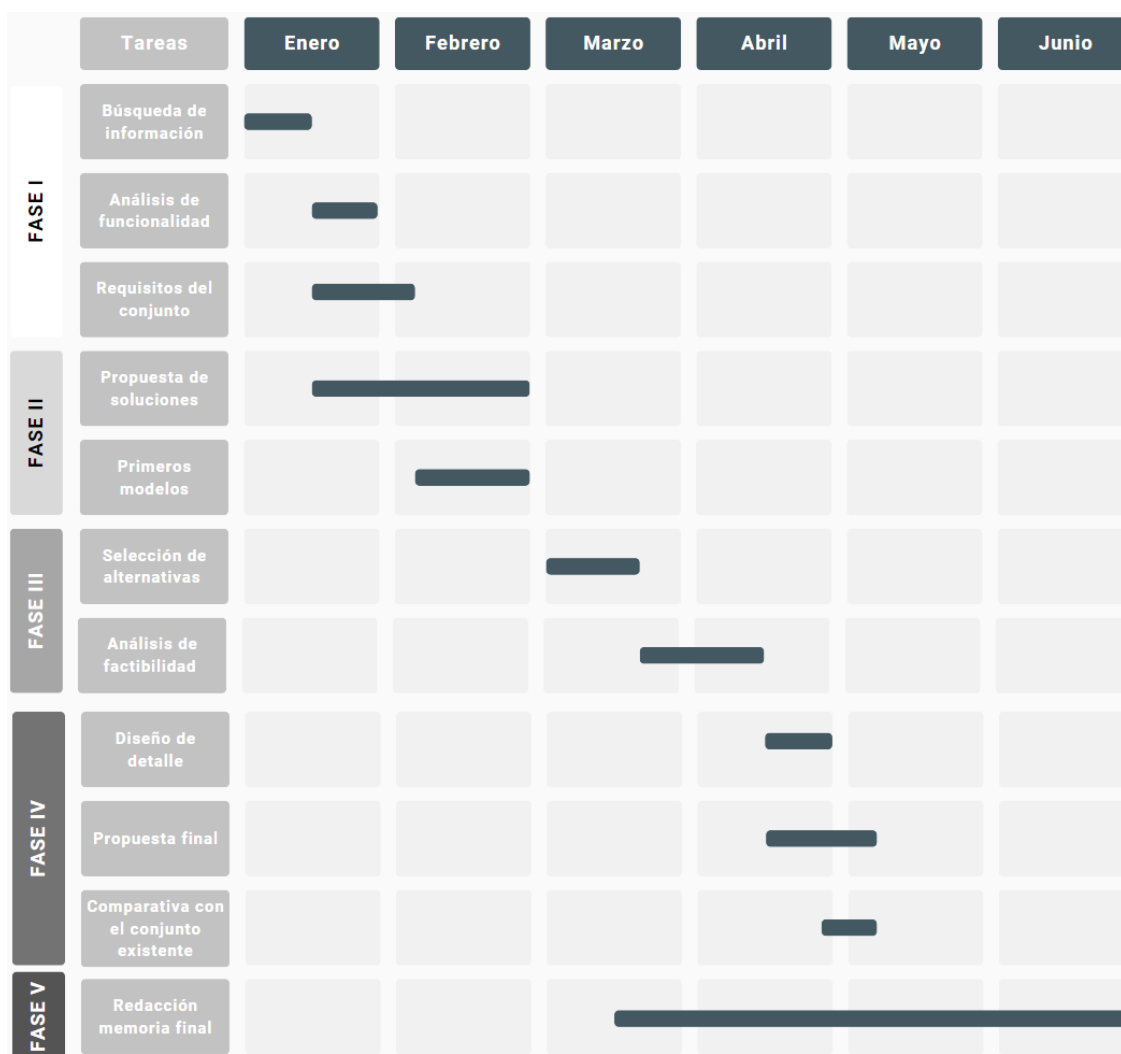 Tareas
Enero
Febrero
Marzo
Abril
Mayo
Junio
FASE I
Búsqueda de
información
Análisis de
funcionalidad
Requisitos del
conjunto
FASE II
Propuesta de
soluciones
Primeros
modelos
FASE III
Selección de
alternativas
Análisis de
factibilidad
FASE IV
Diseño de
detalle
Propuesta final
Comparativa con
el conjunto
existente
FASE V
Redacción
memoria final